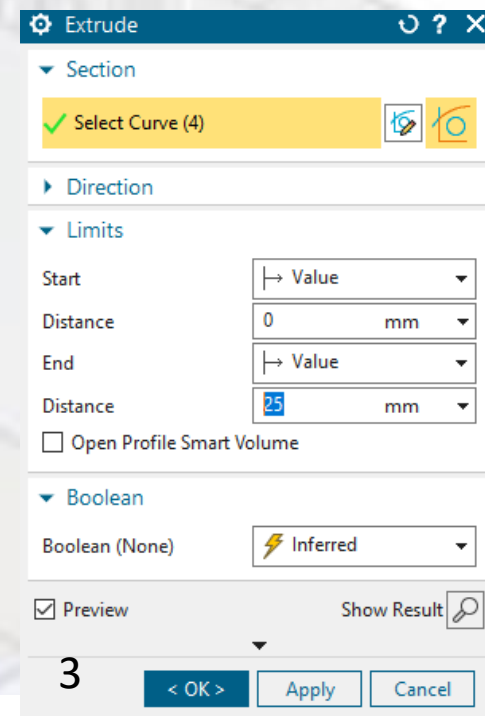 Extrude ?
Section
Select Curve (4)
Direction
Limits
Start Value
Distance 0 mm
End Value
Distance 25 mm
Open Profile Smart Volume
Boolean
Boolean (None) Inferred
Preview Show Result
3 < OK > Apply Cancel